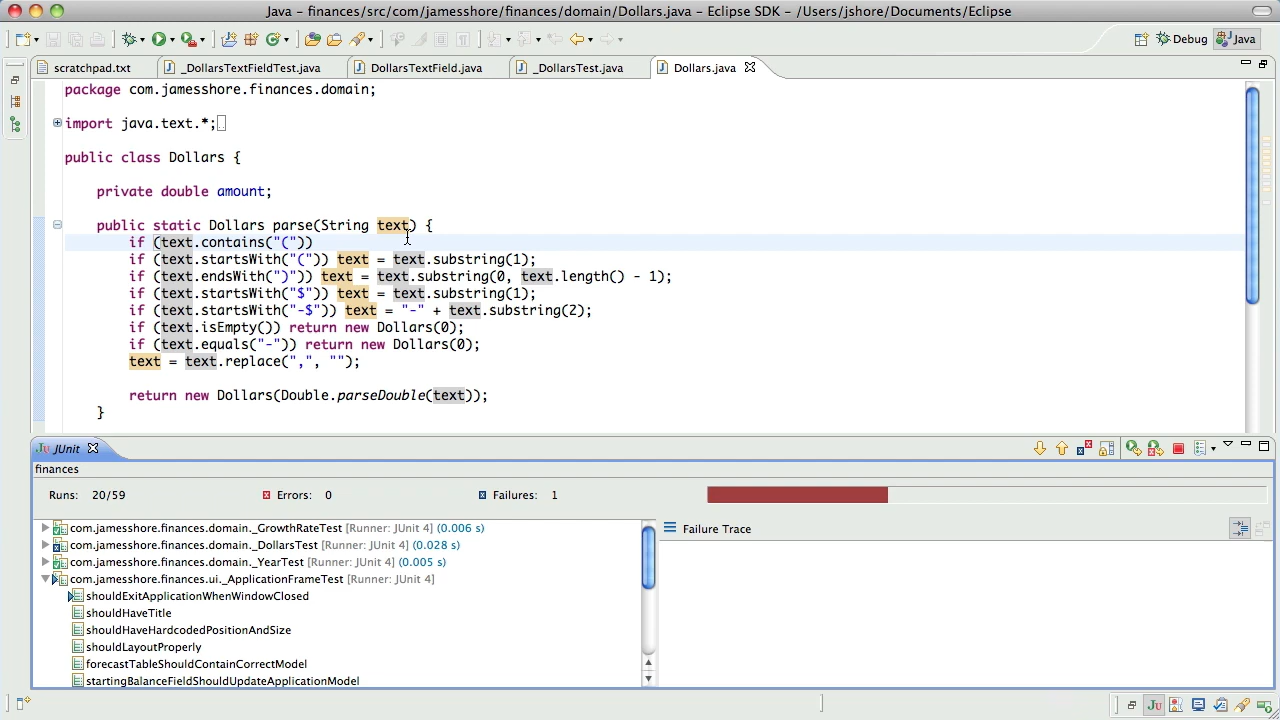 Java - finances/src/com/jamesshore/finances/domain/Dollars.java - Eclipse SDK - /Users/jshore/Documents/Eclipse
Debug Java
scratchpad.txt _DollarsTextFieldTest.java DollarsTextField.java _DollarsTest.java Dollars.java
package com.jamesshore.finances.domain;
import java.text.*;
public class Dollars {
private double amount;
public static Dollars parse(String text) {
if (text.contains("("))
if (text.startsWith("(")) text = text.substring(1);
if (text.endsWith(")")) text = text.substring(0, text.length() - 1);
if (text.startsWith("$")) text = text.substring(1);
if (text.startsWith("-$")) text = "-" + text.substring(2);
if (text.isEmpty()) return new Dollars(0);
if (text.equals("-")) return new Dollars(0);
text = text.replace(",", "");
return new Dollars(Double.parseDouble(text));
}
Ju JUnit
finances
Runs: 20/59 Errors: 0 Failures: 1
com.jamesshore.finances.domain._GrowthRateTest [Runner: JUnit 4] (0.006 s)
com.jamesshore.finances.domain._DollarsTest [Runner: JUnit 4] (0.028 s)
com.jamesshore.finances.domain._YearTest [Runner: JUnit 4] (0.005 s)
com.jamesshore.finances.ui._ApplicationFrameTest [Runner: JUnit 4]
shouldExitApplicationWhenWindowClosed
shouldHaveTitle
shouldHaveHardcodedPositionAndSize
shouldLayoutProperly
forecastTableShouldContainCorrectModel
startingBalanceFieldShouldUpdateApplicationModel
Failure Trace
Ju